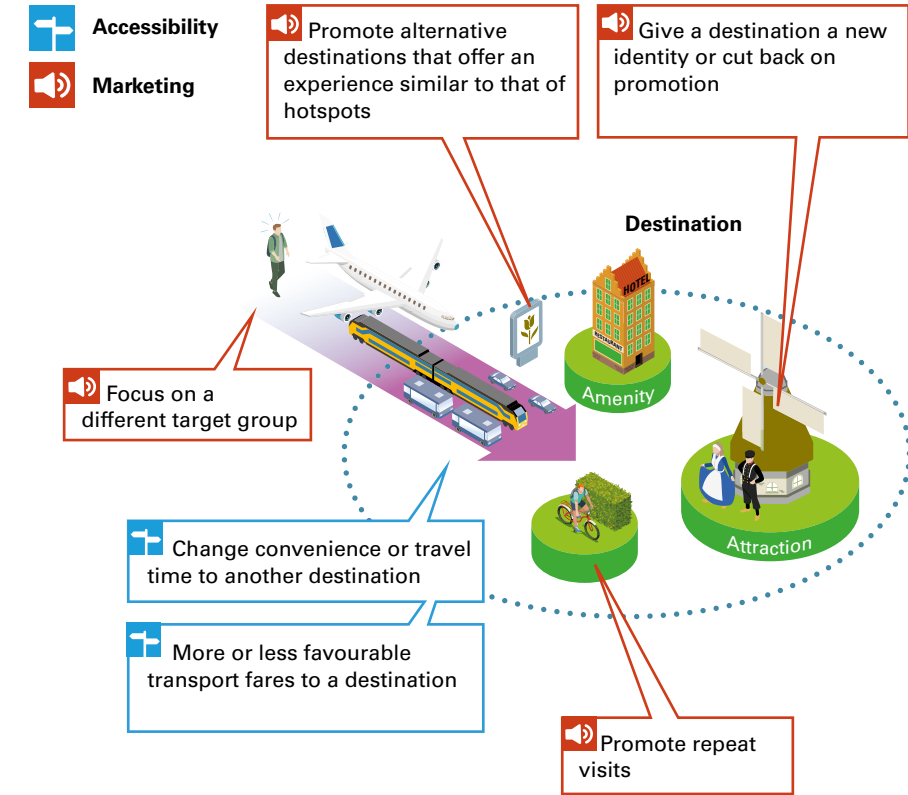 Accessibility
Marketing
Promote alternative
destinations that offer an
experience similar to that of
hotspots
Give a destination a new
identity or cut back on
promotion
Destination
HOTEL
RESTAURANT
Amenity
Focus on a
different target group
Attraction
Change convenience or travel
time to another destination
More or less favourable
transport fares to a destination
Promote repeat
visits